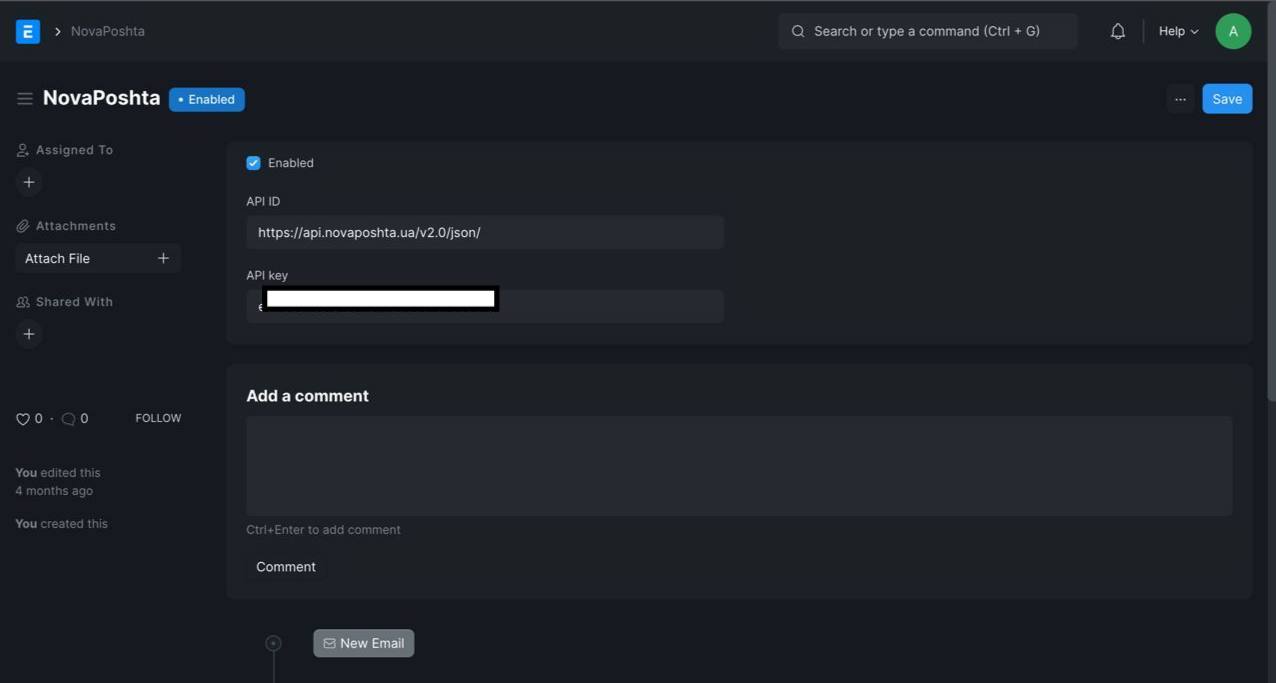 E
NovaPoshta
Search or type a command (Ctrl + G)
Help
A
NovaPoshta
Enabled
...
Save
Assigned To
Attachments
Attach File
Shared With
0 · 0
FOLLOW
You edited this
4 months ago
You created this
Enabled
API ID
https://api.novaposhta.ua/v2.0/json/
API key
Add a comment
Ctrl+Enter to add comment
Comment
New Email